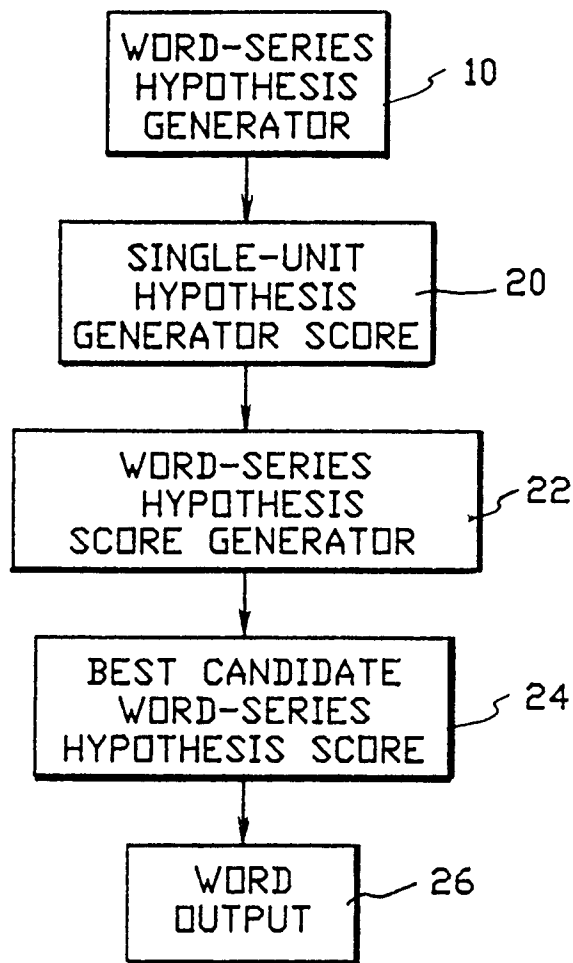 WORD-SERIES
HYPOTHESIS
GENERATOR
10
SINGLE-UNIT
HYPOTHESIS
GENERATOR SCORE
20
WORD-SERIES
HYPOTHESIS
SCORE GENERATOR
22
BEST CANDIDATE
WORD-SERIES
HYPOTHESIS SCORE
24
WORD
OUTPUT
26